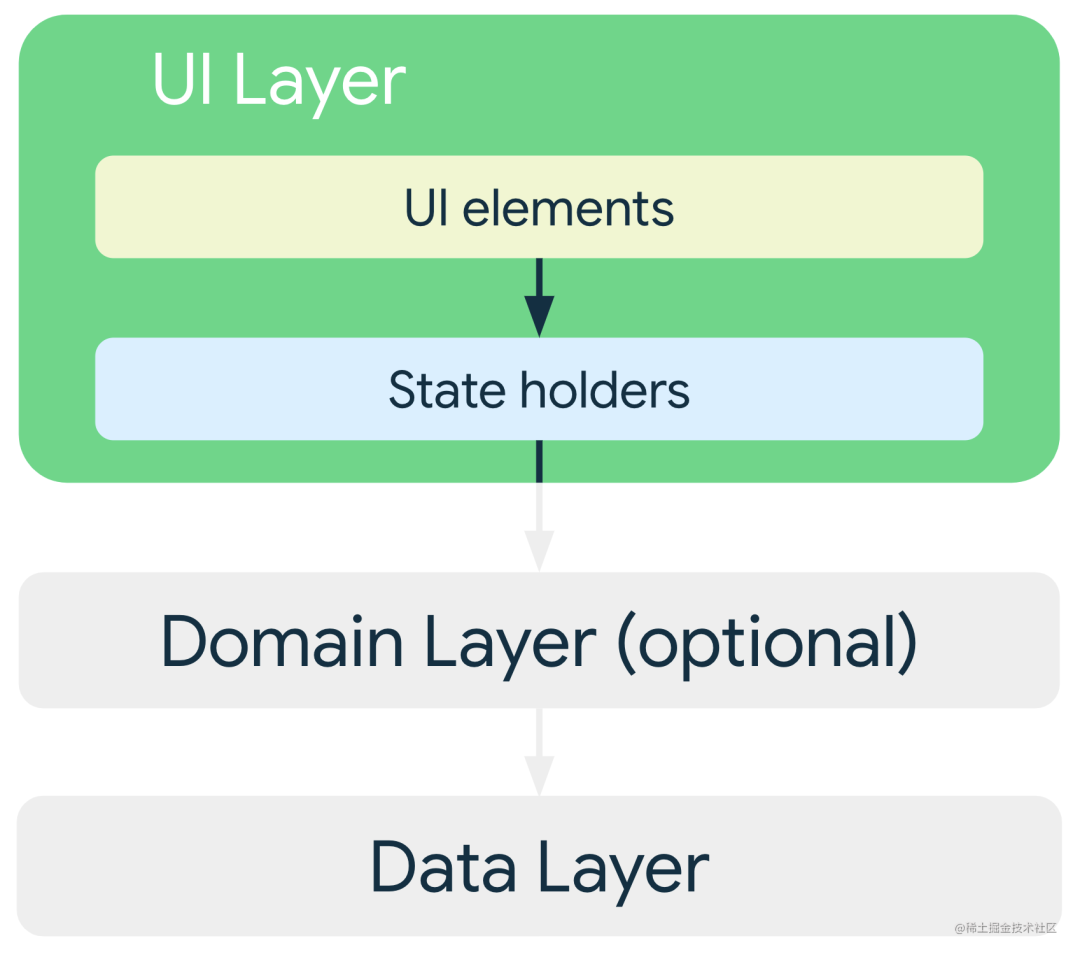 UI Layer
UI elements
State holders
Domain Layer (optional)
Data Layer
@稀土掘金技术社区